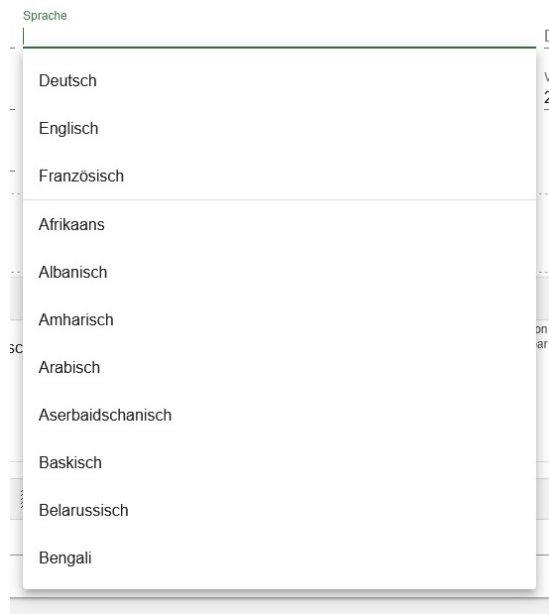 Sprache
Deutsch
Englisch
Französisch
Afrikaans
Albanisch
Amharisch
Arabisch
Aserbaidschanisch
Baskisch
Belarussisch
Bengali